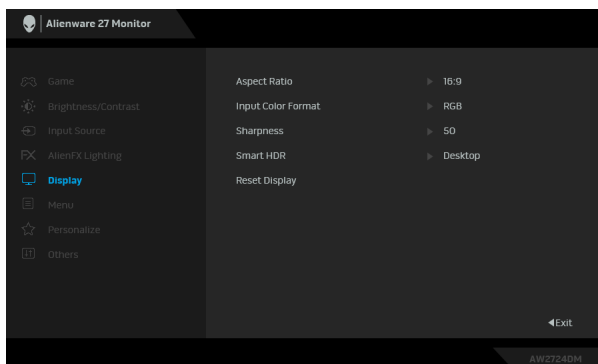 Alienware 27 Monitor
Game
Brightness/Contrast
Input Source
AlienFX Lighting
Display
Menu
Personalize
Others
Aspect Ratio 16:9
Input Color Format RGB
Sharpness 50
Smart HDR Desktop
Reset Display
Exit
AW2724DM